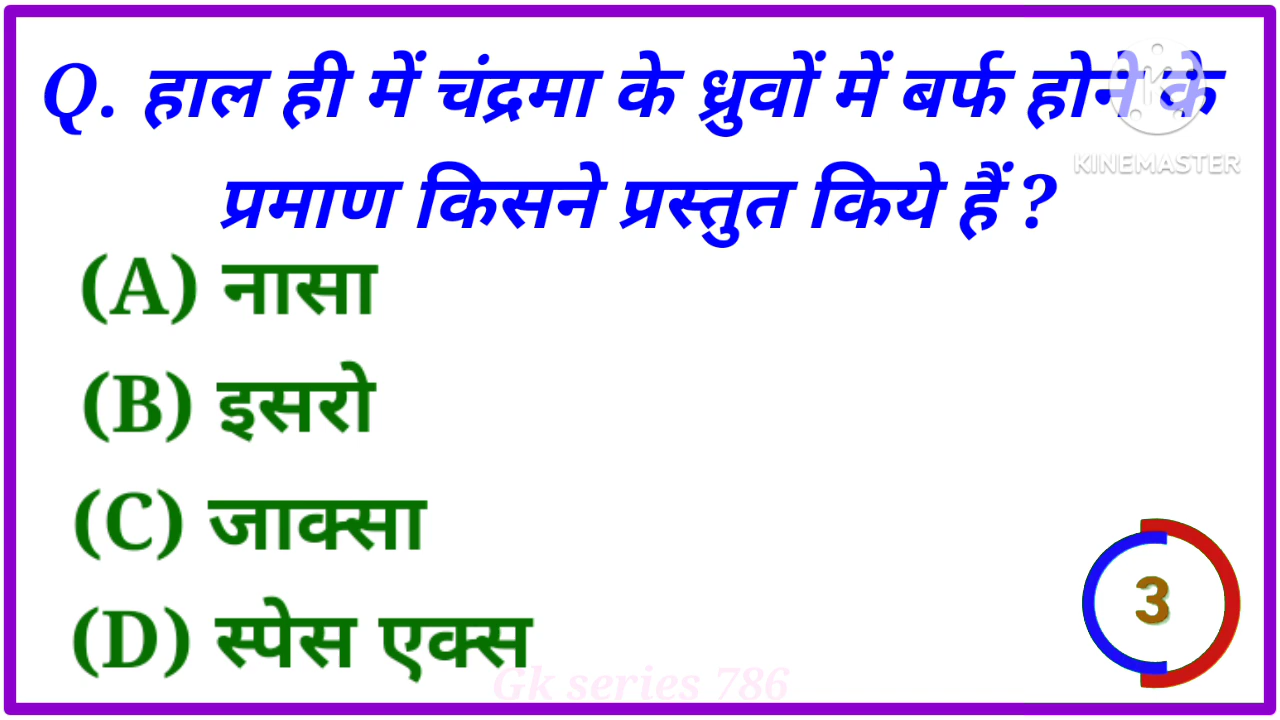 Q. हाल ही में चंद्रमा के ध्रुवों में बर्फ होने के
KINEMASTER
प्रमाण किसने प्रस्तुत किये हैं ?
(A) नासा
(B) इसरो
(C) जाक्सा
3
(D) स्पेस एक्स
Gk series 786